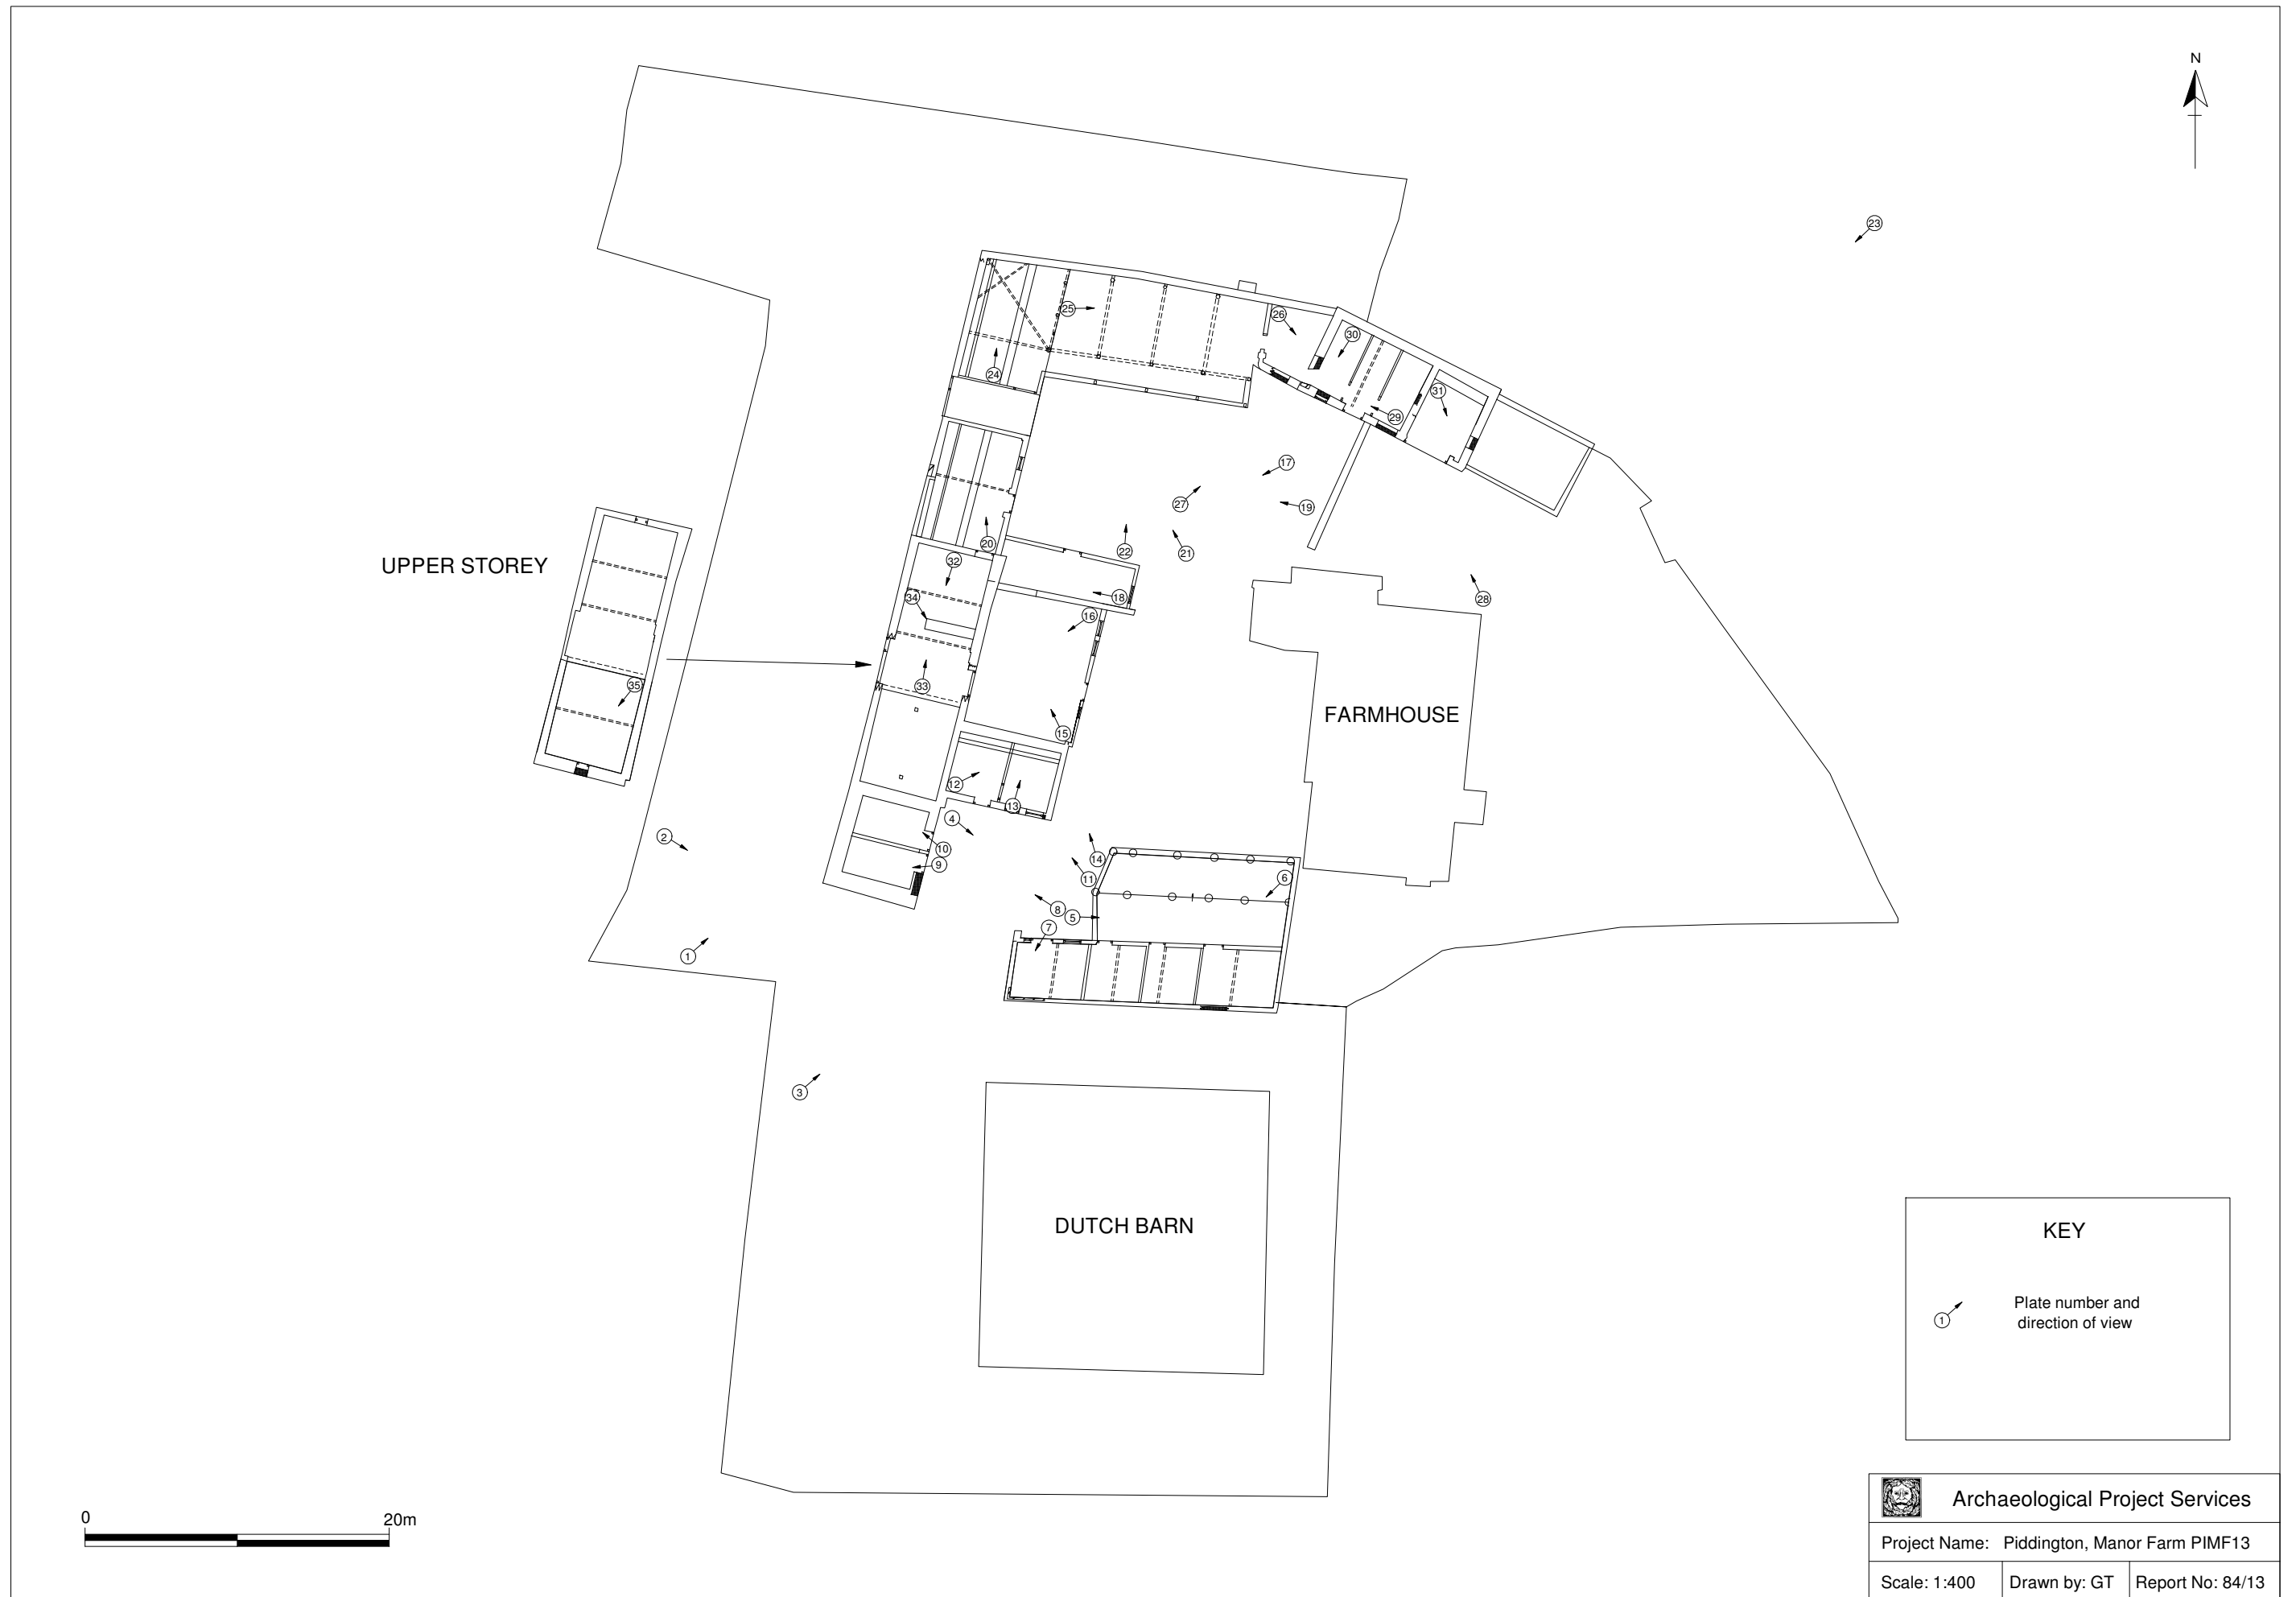 N
23
25
26
30
24
31
29
17
27
19
20
22
21
UPPER STOREY
32
34
18
28
16
33
35
FARMHOUSE
15
12
13
4
2
10
14
9
11
6
8
5
7
1
3
DUTCH BARN
KEY
1
Plate number and
direction of view
0
20m
Archaeological Project Services
Project Name: Piddington, Manor Farm PIMF13
Scale: 1:400
Drawn by: GT
Report No: 84/13